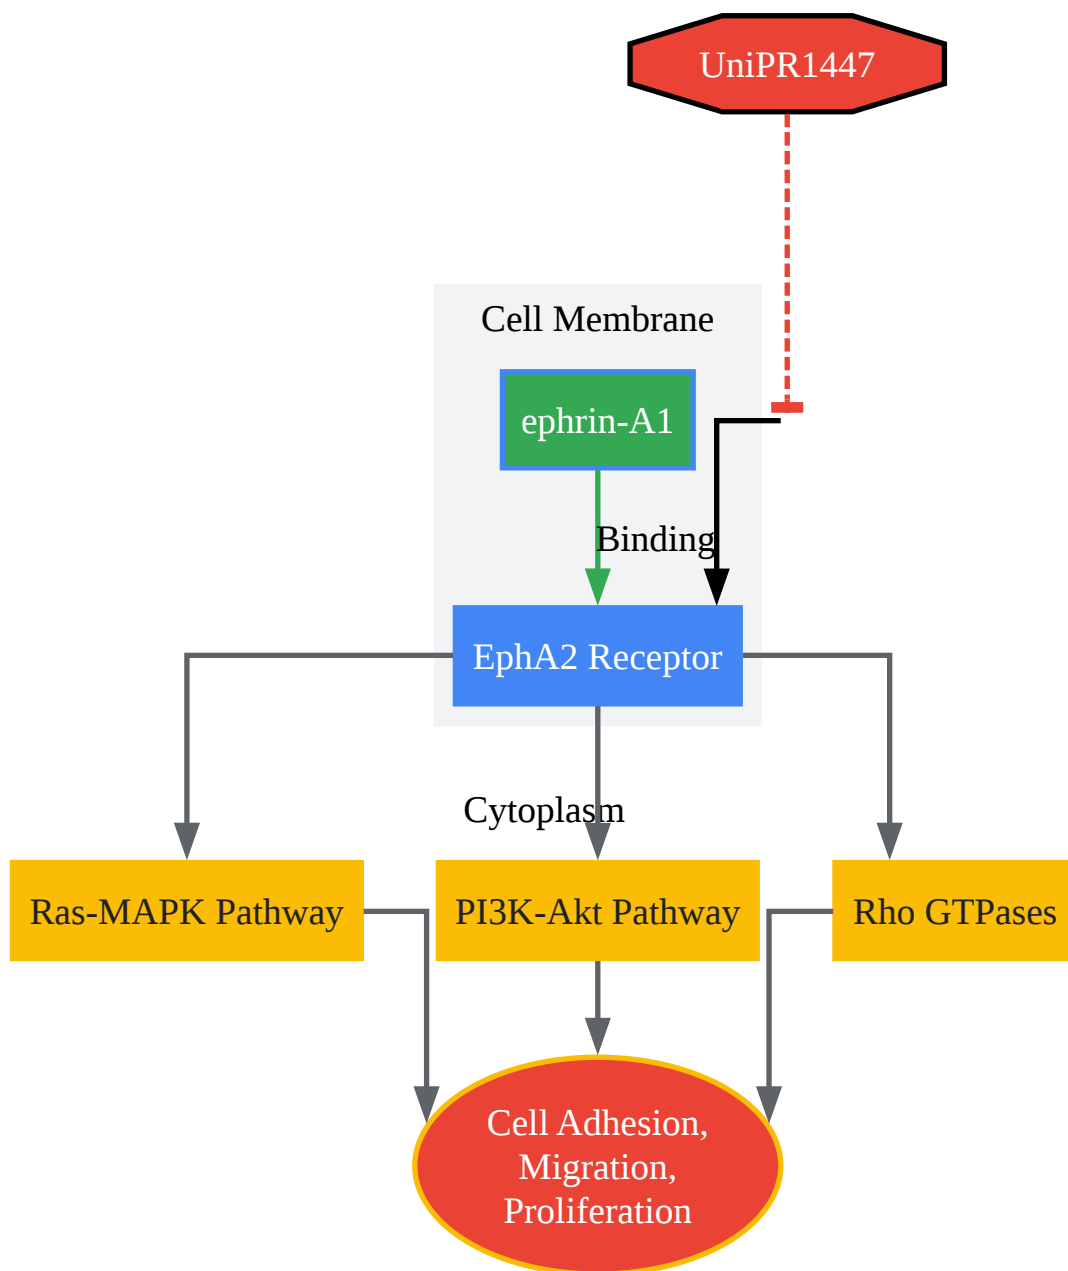 UniPR1447
Cell Membrane
ephrin-A1
Binding
EphA2 Receptor
Cytoplasm
Ras-MAPK Pathway
PI3K-Akt Pathway
Rho GTPases
Cell Adhesion,
Migration,
Proliferation